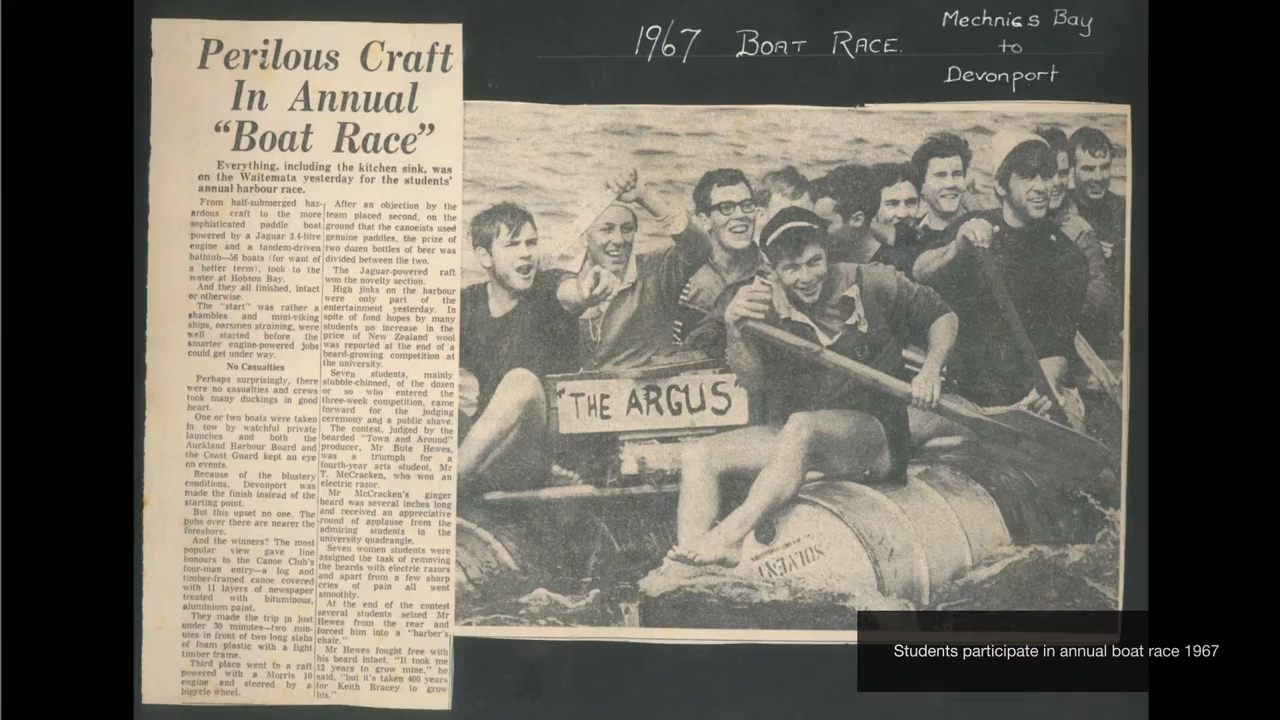 1967 BOAT RACE.
Mechnics Bay
to
Devonport
Perilous Craft
In Annual
“Boat Race”
Everything, including the kitchen sink, was
on the Waitemata yesterday for the students'
annual harbour race.
From half-submerged haz-
ardous craft to the more
sophisticated paddle boat
powered by a Jaguar 3.4-litre
engine and a tandem-driven
bathtub—56 boats (for want of
a better term), took to the
water at Hobson Bay.
And they all finished, intact
or otherwise.
The "start" was rather a
shambles and mini-viking
ships, oarsmen straining, were
well started before the
smarter engine-powered jobs
could get under way.
No Casualties
Perhaps surprisingly, there
were no casualties and crews
took many duckings in good
heart.
One or two boats were taken
in tow by watchful private
launches and both the
Auckland Harbour Board and
the Coast Guard kept an eye
on events.
Because of the blustery
conditions, Devonport was
made the finish instead of the
starting point.
But this upset no one. The
pubs over there are nearer the
foreshore.
And the winners? The most
popular view gave line
honours to the Canoe Club's
four-man entry—a log and
timber-framed canoe covered
with 11 layers of newspaper
treated with bituminous,
aluminium paint.
They made the trip in just
under 30 minutes—two min-
utes in front of two long slabs
of foam plastic with a light
timber frame.
Third place went to a raft
powered with a Morris 10
engine and steered by a
bicycle wheel.
After an objection by the
team placed second, on the
ground that the canoeists used
genuine paddles, the prize of
two dozen bottles of beer was
divided between the two.
The Jaguar-powered raft
won the novelty section.
High jinks on the harbour
were only part of the
entertainment yesterday. In
spite of fond hopes by many
students no increase in the
price of New Zealand wool
was reported at the end of a
beard-growing competition at
the university.
Seven students, mainly
stubble-chinned, of the dozen
or so who entered the
three-week competition, came
forward for the judging
ceremony and a public shave.
The contest, judged by the
bearded "Town and Around"
producer, Mr Bute Hewes,
was a triumph for a
fourth-year arts student, Mr
T. McCracken, who won an
electric razor.
Mr McCracken's ginger
beard was several inches long
and received an appreciative
round of applause from the
admiring students in the
university quadrangle.
Seven women students were
assigned the task of removing
the beards with electric razors
and apart from a few sharp
cries of pain all went
smoothly.
At the end of the contest
several students seized Mr
Hewes from the rear and
forced him into a "barber's
chair."
Mr Hewes fought free with
his beard intact. "It took me
12 years to grow mine," he
said, "but it's taken 400 years
for Keith Bracey to grow
his."
"THE ARGUS"
SOLVENT
Students participate in annual boat race 1967